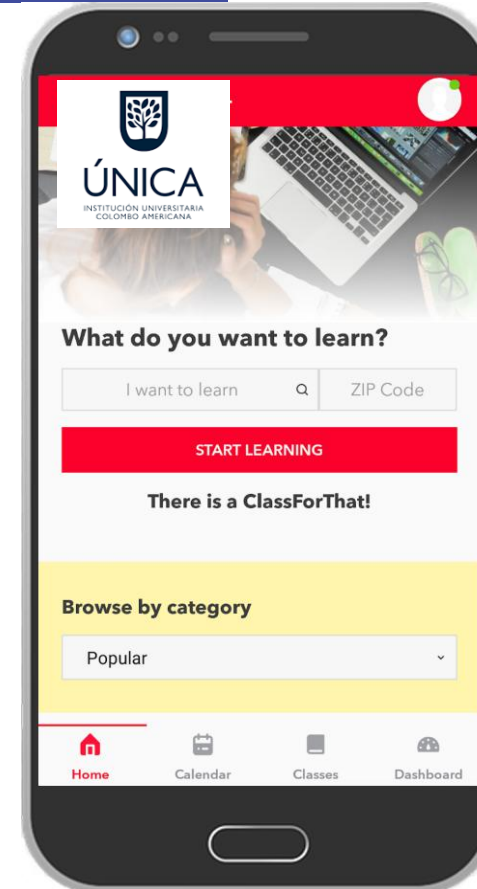 ÚNICA
INSTITUCIÓN UNIVERSITARIA
COLOMBO AMERICANA
What do you want to learn?
I want to learn ZIP Code
START LEARNING
There is a ClassForThat!
Browse by category
Popular
Home Calendar Classes Dashboard